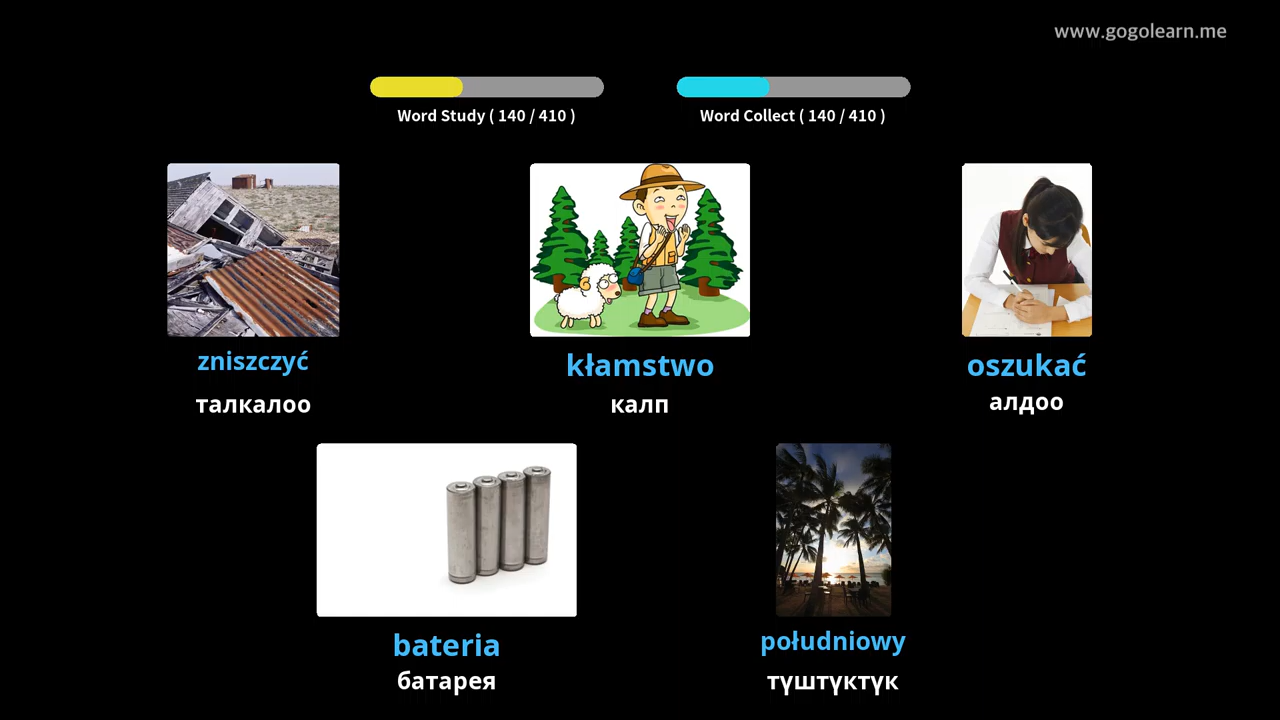 www.gogolearn.me
Word Study ( 140 / 410 )
Word Collect ( 140 / 410 )
zniszczyć
талкалоо
kłamstwo
калп
oszukać
алдоо
bateria
батарея
południowy
түштүктүк